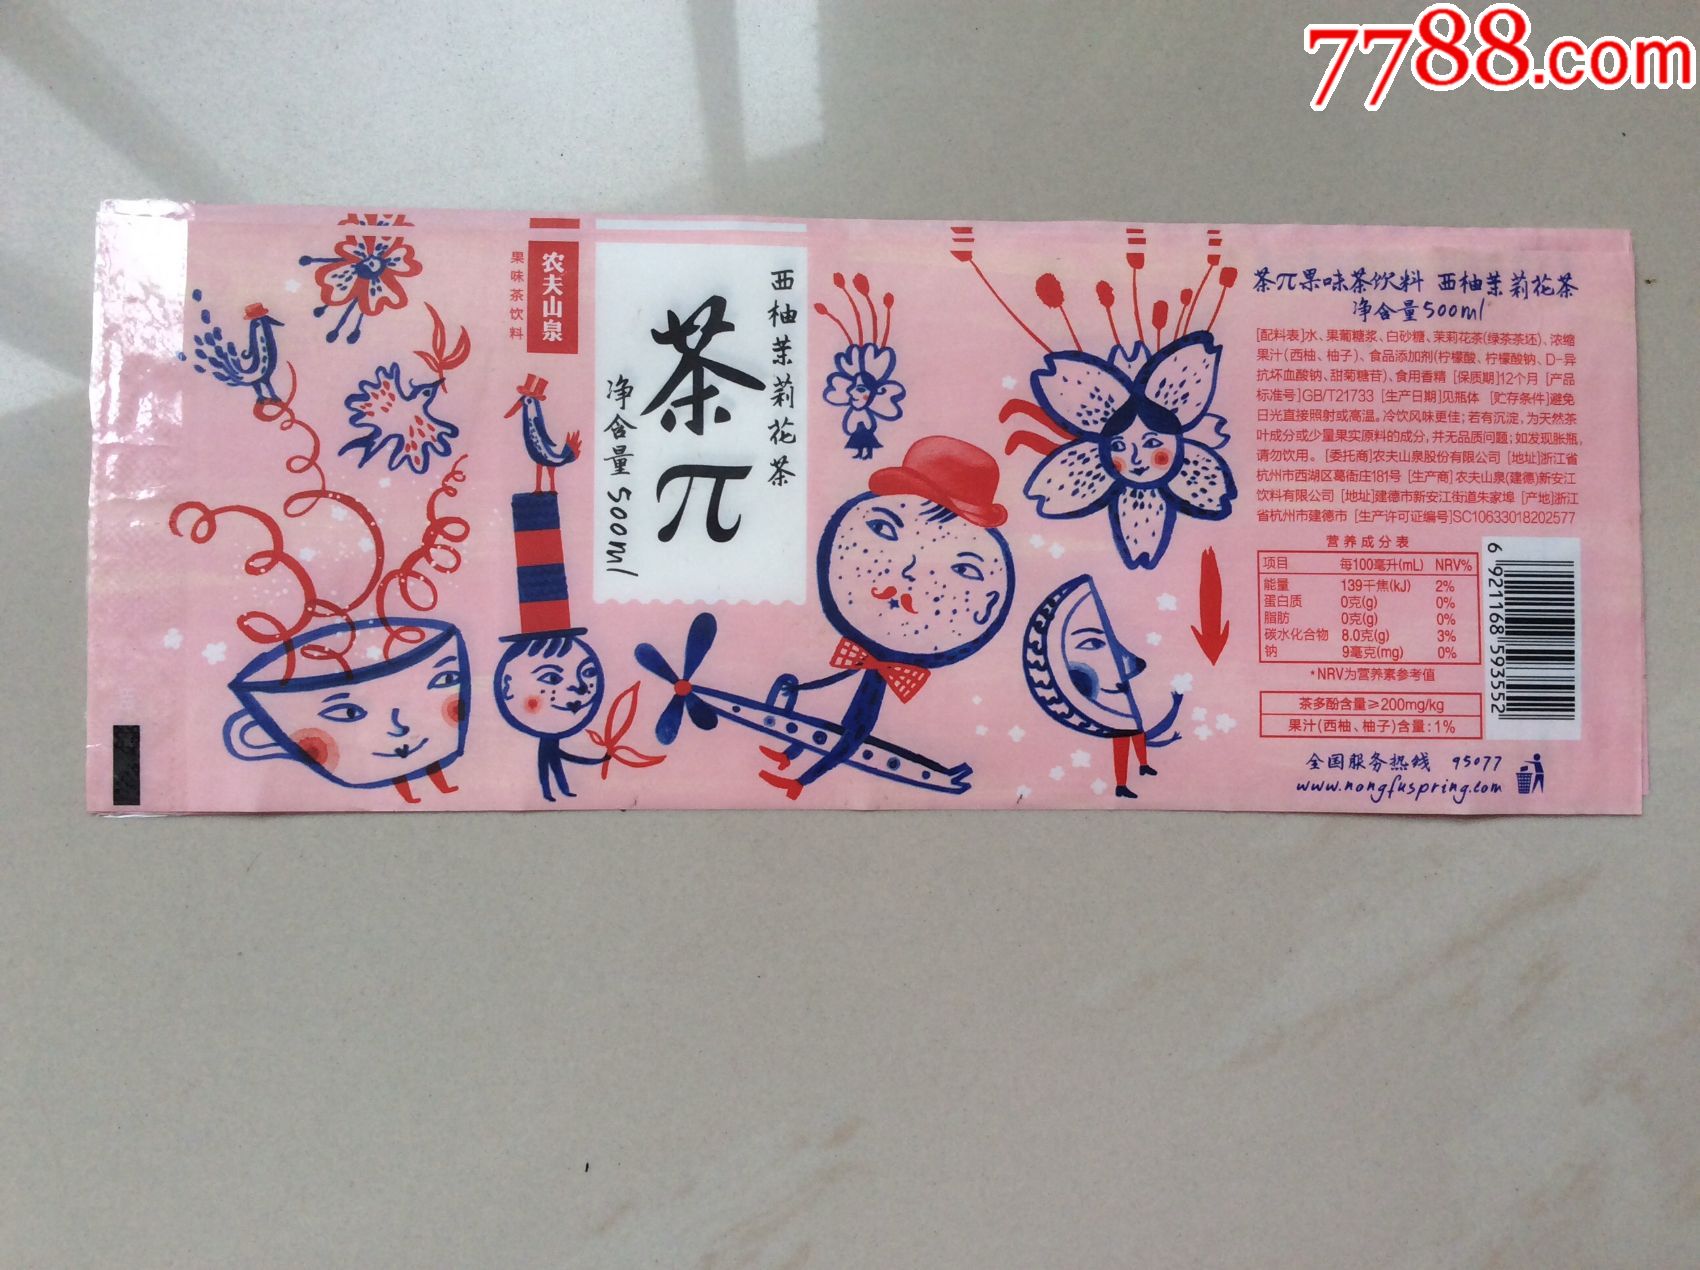 7788.com
农夫山泉
果味茶饮料
西柚茉莉花茶
茶π
净含量500ml
茶π果味茶饮料 西柚茉莉花茶
净含量500ml
[配料表]水、果葡糖浆、白砂糖、茉莉花茶(绿茶茶坯)、浓缩
果汁(西柚、柚子)、食品添加剂(柠檬酸、柠檬酸钠、D-异
抗坏血酸钠、甜菊糖苷)、食用香精 [保质期]12个月 [产品
标准号]GB/T21733 [生产日期]见瓶体 [贮存条件]避免
日光直接照射或高温。冷饮风味更佳；若有沉淀，为天然茶
叶成分或少量果实原料的成分，并无品质问题；如发现胀瓶，
请勿饮用。 [委托商]农夫山泉股份有限公司 [地址]浙江省
杭州市西湖区葛衙庄181号 [生产商]农夫山泉(建德)新安江
饮料有限公司 [地址]建德市新安江街道朱家埠 [产地]浙江
省杭州市建德市 [生产许可证编号]SC10633018202577
营养成分表
项目 每100毫升(mL) NRV%
能量 139千焦(kJ) 2%
蛋白质 0克(g) 0%
脂肪 0克(g) 0%
碳水化合物 8.0克(g) 3%
钠 9毫克(mg) 0%
*NRV为营养素参考值
茶多酚含量≥200mg/kg
果汁(西柚、柚子)含量：1%
6 921168 593552
全国服务热线 95077
www.nongfuspring.com